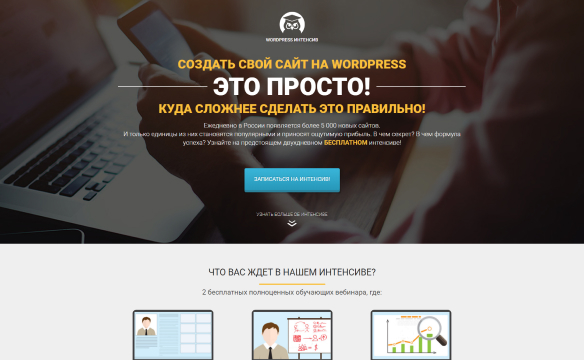 WORDPRESS ИНТЕНСИВ
СОЗДАТЬ СВОЙ САЙТ НА WORDPRESS
ЭТО ПРОСТО!
КУДА СЛОЖНЕЕ СДЕЛАТЬ ЭТО ПРАВИЛЬНО!
Ежедневно в России появляется более 5 000 новых сайтов.
И только единицы из них становятся популярными и приносят ощутимую прибыль. В чем секрет? В чем формула
успеха? Узнайте на предстоящем двухдневном БЕСПЛАТНОМ интенсиве!
ЗАПИСАТЬСЯ НА ИНТЕНСИВ!
УЗНАТЬ БОЛЬШЕ ОБ ИНТЕНСИВЕ
ЧТО ВАС ЖДЕТ В НАШЕМ ИНТЕНСИВЕ?
2 бесплатных полноценных обучающих вебинара, где: